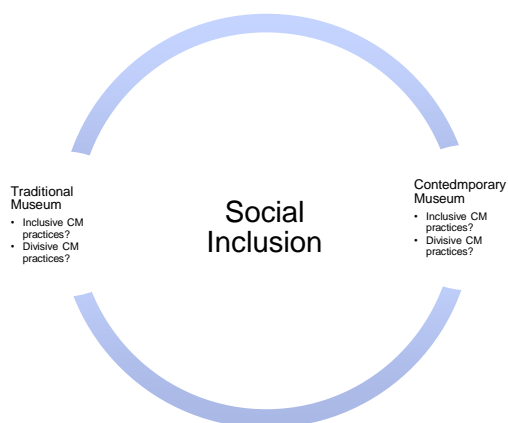 Traditional
Museum
• Inclusive CM
practices?
• Divisive CM
practices?
Social
Inclusion
Contedmporary
Museum
• Inclusive CM
practices?
• Divisive CM
practices?